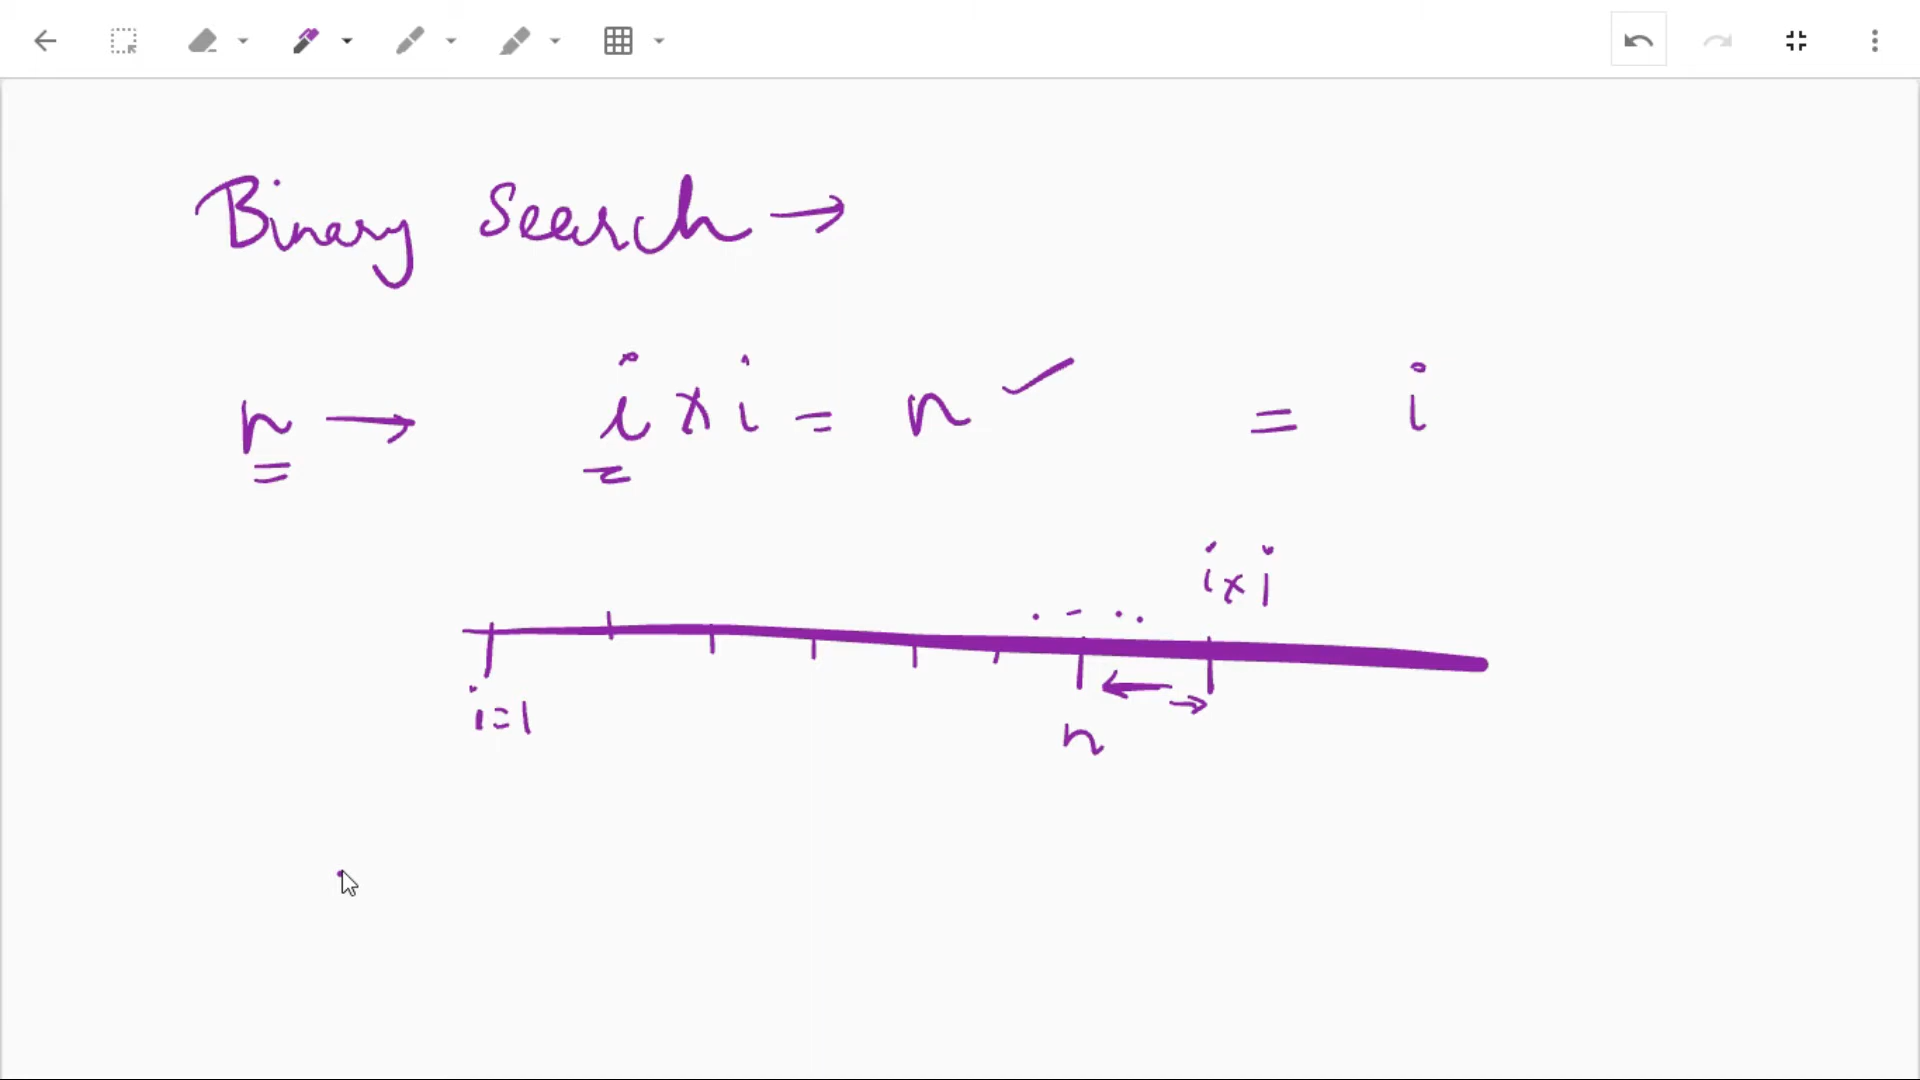 Binary Search →
n → i × i = n ✓ = i
i × i
. - . .
i = 1
n